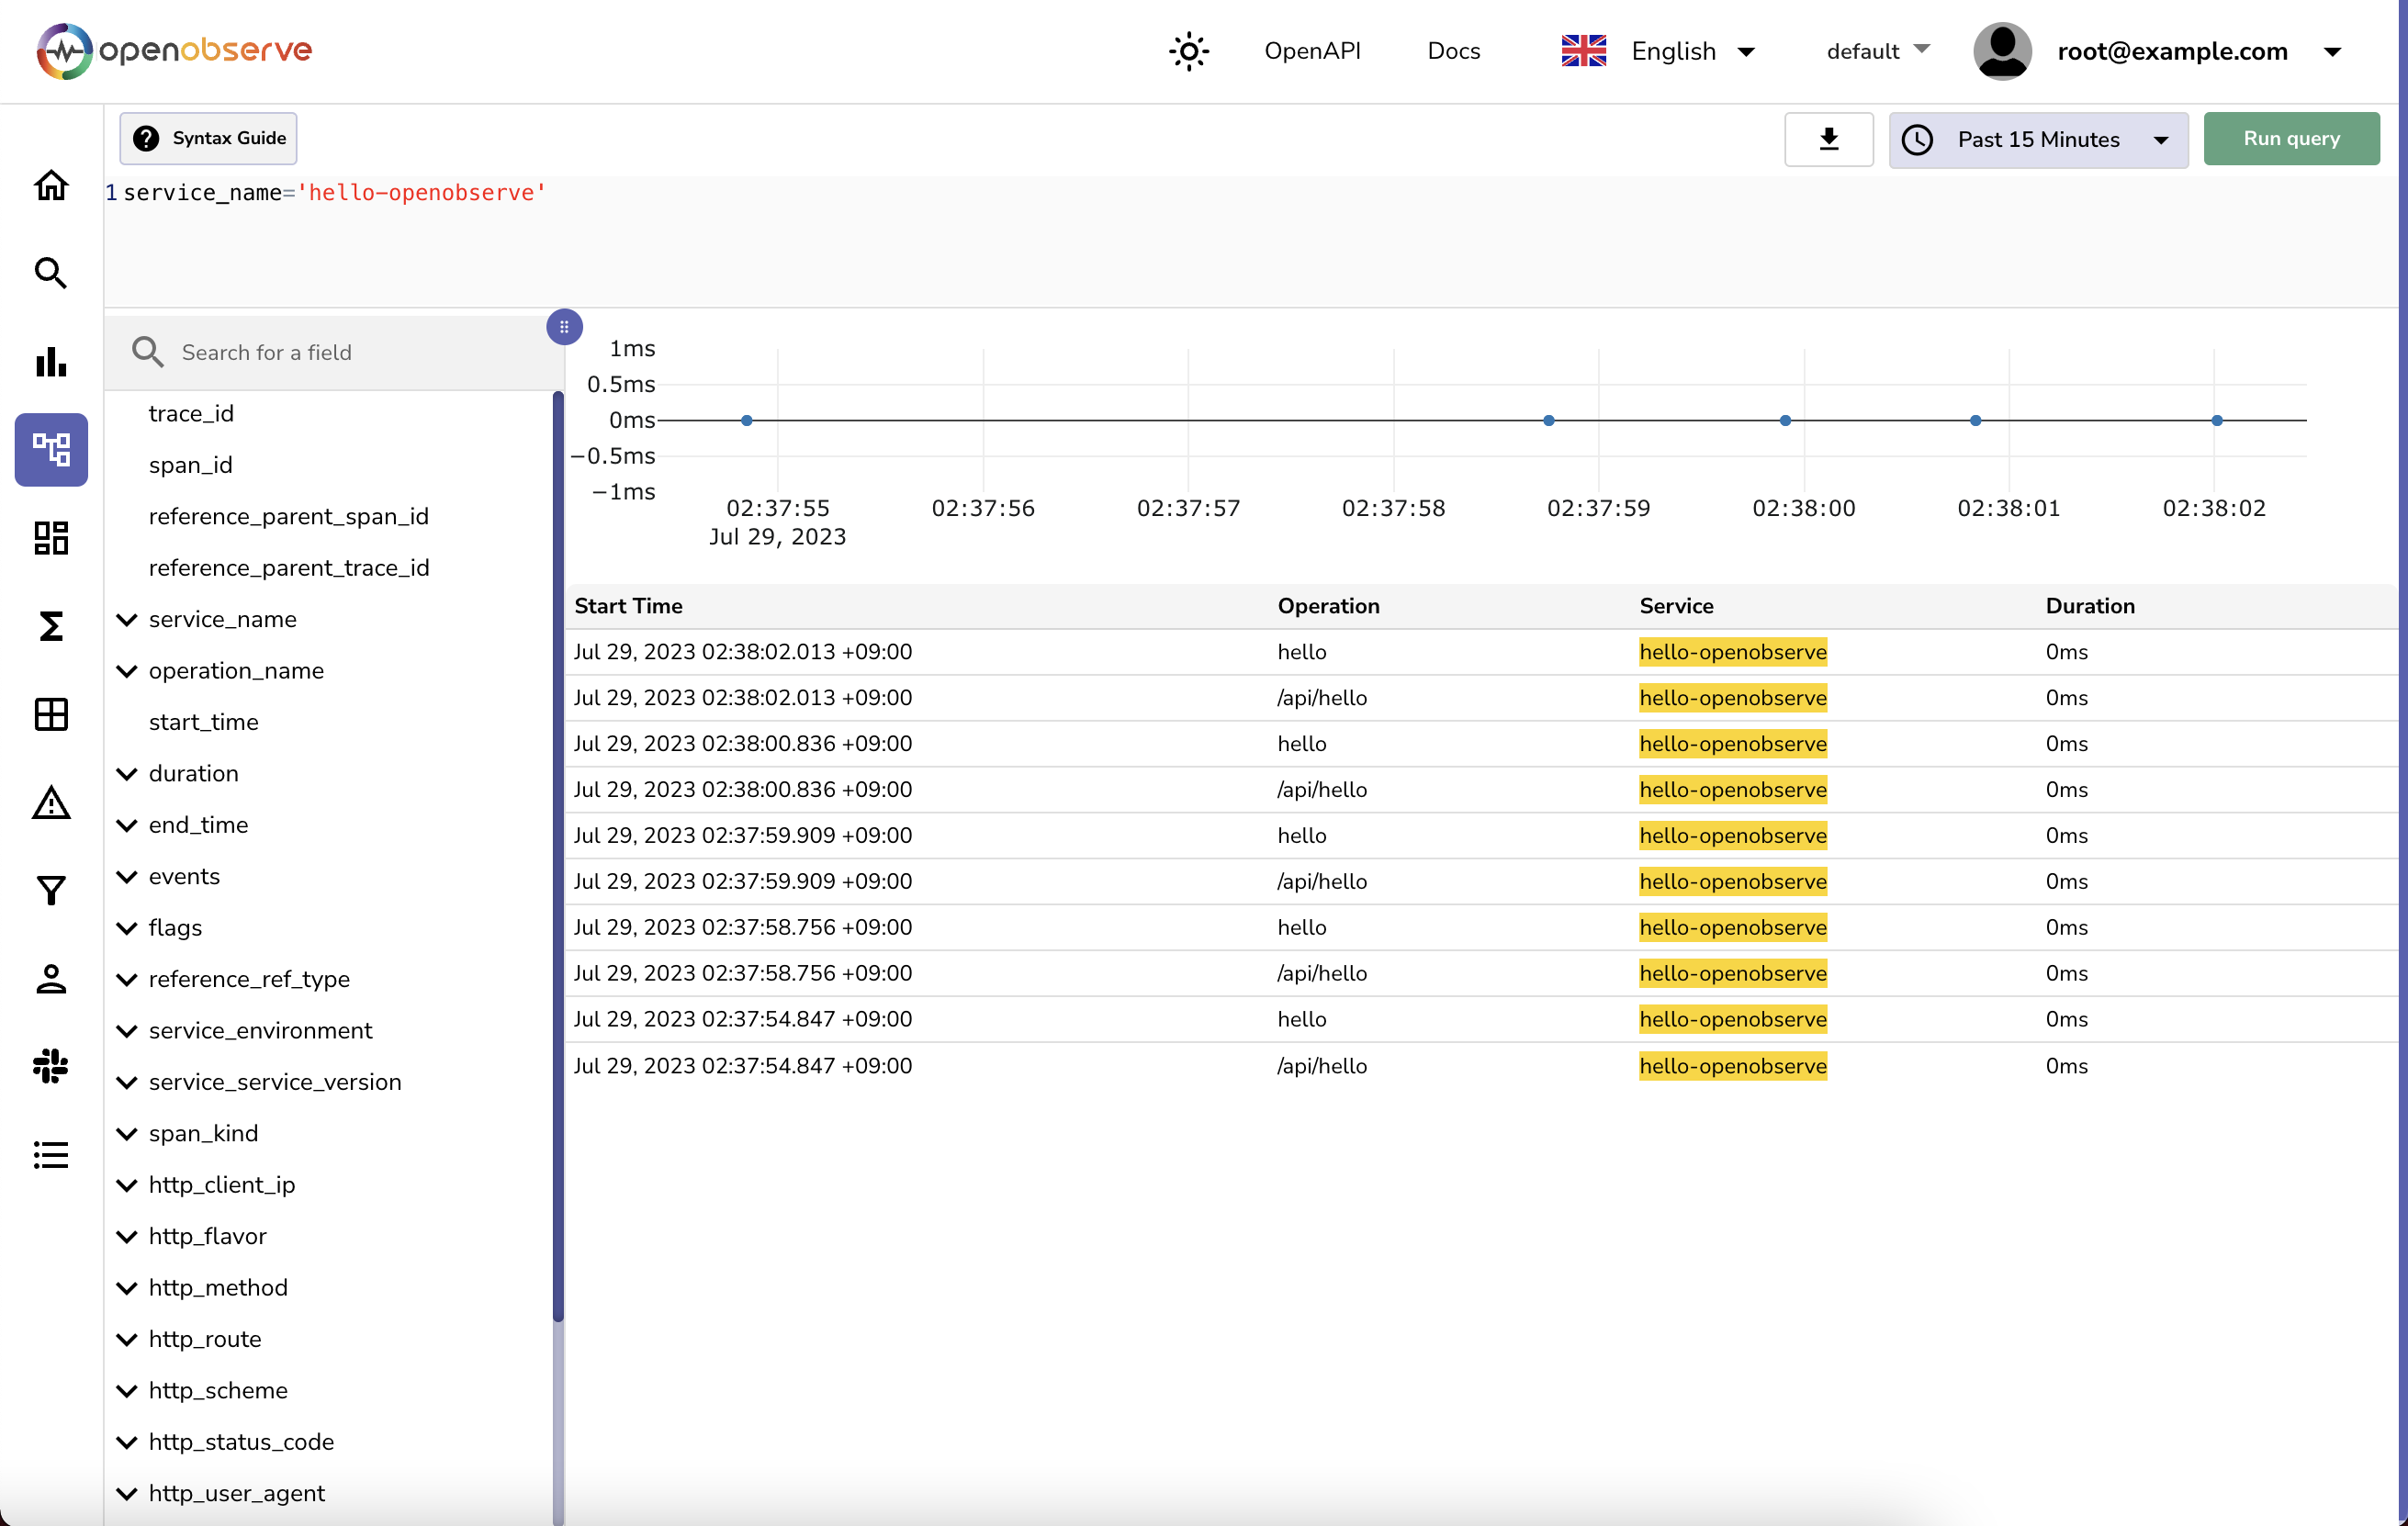 openobserve
OpenAPI
Docs
English
default
root@example.com
Syntax Guide
Past 15 Minutes
Run query
1 service_name='hello-openobserve'
Search for a field
trace_id
span_id
reference_parent_span_id
reference_parent_trace_id
service_name
operation_name
start_time
duration
end_time
events
flags
reference_ref_type
service_environment
service_service_version
span_kind
http_client_ip
http_flavor
http_method
http_route
http_scheme
http_status_code
http_user_agent
1ms
0.5ms
0ms
−0.5ms
−1ms
02:37:55 02:37:56 02:37:57 02:37:58 02:37:59 02:38:00 02:38:01 02:38:02
Jul 29, 2023
Start Time Operation Service Duration
Jul 29, 2023 02:38:02.013 +09:00 hello hello-openobserve 0ms
Jul 29, 2023 02:38:02.013 +09:00 /api/hello hello-openobserve 0ms
Jul 29, 2023 02:38:00.836 +09:00 hello hello-openobserve 0ms
Jul 29, 2023 02:38:00.836 +09:00 /api/hello hello-openobserve 0ms
Jul 29, 2023 02:37:59.909 +09:00 hello hello-openobserve 0ms
Jul 29, 2023 02:37:59.909 +09:00 /api/hello hello-openobserve 0ms
Jul 29, 2023 02:37:58.756 +09:00 hello hello-openobserve 0ms
Jul 29, 2023 02:37:58.756 +09:00 /api/hello hello-openobserve 0ms
Jul 29, 2023 02:37:54.847 +09:00 hello hello-openobserve 0ms
Jul 29, 2023 02:37:54.847 +09:00 /api/hello hello-openobserve 0ms